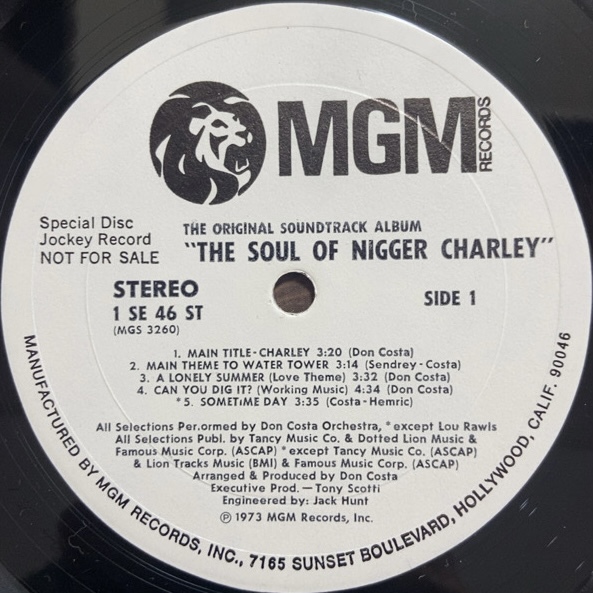 MGM RECORDS
THE ORIGINAL SOUNDTRACK ALBUM
"THE SOUL OF NIGGER CHARLEY"
Special Disc
Jockey Record
NOT FOR SALE
STEREO
1 SE 46 ST
(MGS 3260)
SIDE 1
1. MAIN TITLE-CHARLEY 3:20 (Don Costa)
2. MAIN THEME TO WATER TOWER 3:14 (Sendrey-Costa)
3. A LONELY SUMMER (Love Theme) 3:32 (Don Costa)
4. CAN YOU DIG IT? (Working Music) 4:34 (Don Costa)
*5. SOMETIME DAY 3:35 (Costa-Hemric)
All Selections Per.ormed by Don Costa Orchestra, *except Lou Rawls
All Selections Publ. by Tancy Music Co. & Dotted Lion Music &
Famous Music Corp. (ASCAP) *except Tancy Music Co. (ASCAP)
& Lion Tracks Music (BMI) & Famous Music Corp. (ASCAP)
Arranged & Produced by Don Costa
Executive Prod. — Tony Scotti
Engineered by: Jack Hunt
℗ 1973 MGM Records, Inc.
MANUFACTURED BY MGM RECORDS, INC., 7165 SUNSET BOULEVARD, HOLLYWOOD, CALIF. 90046